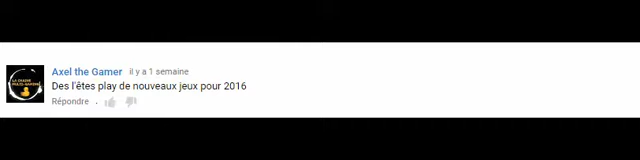 Axel the Gamer il y a 1 semaine
Des l'êtes play de nouveaux jeux pour 2016
Répondre .